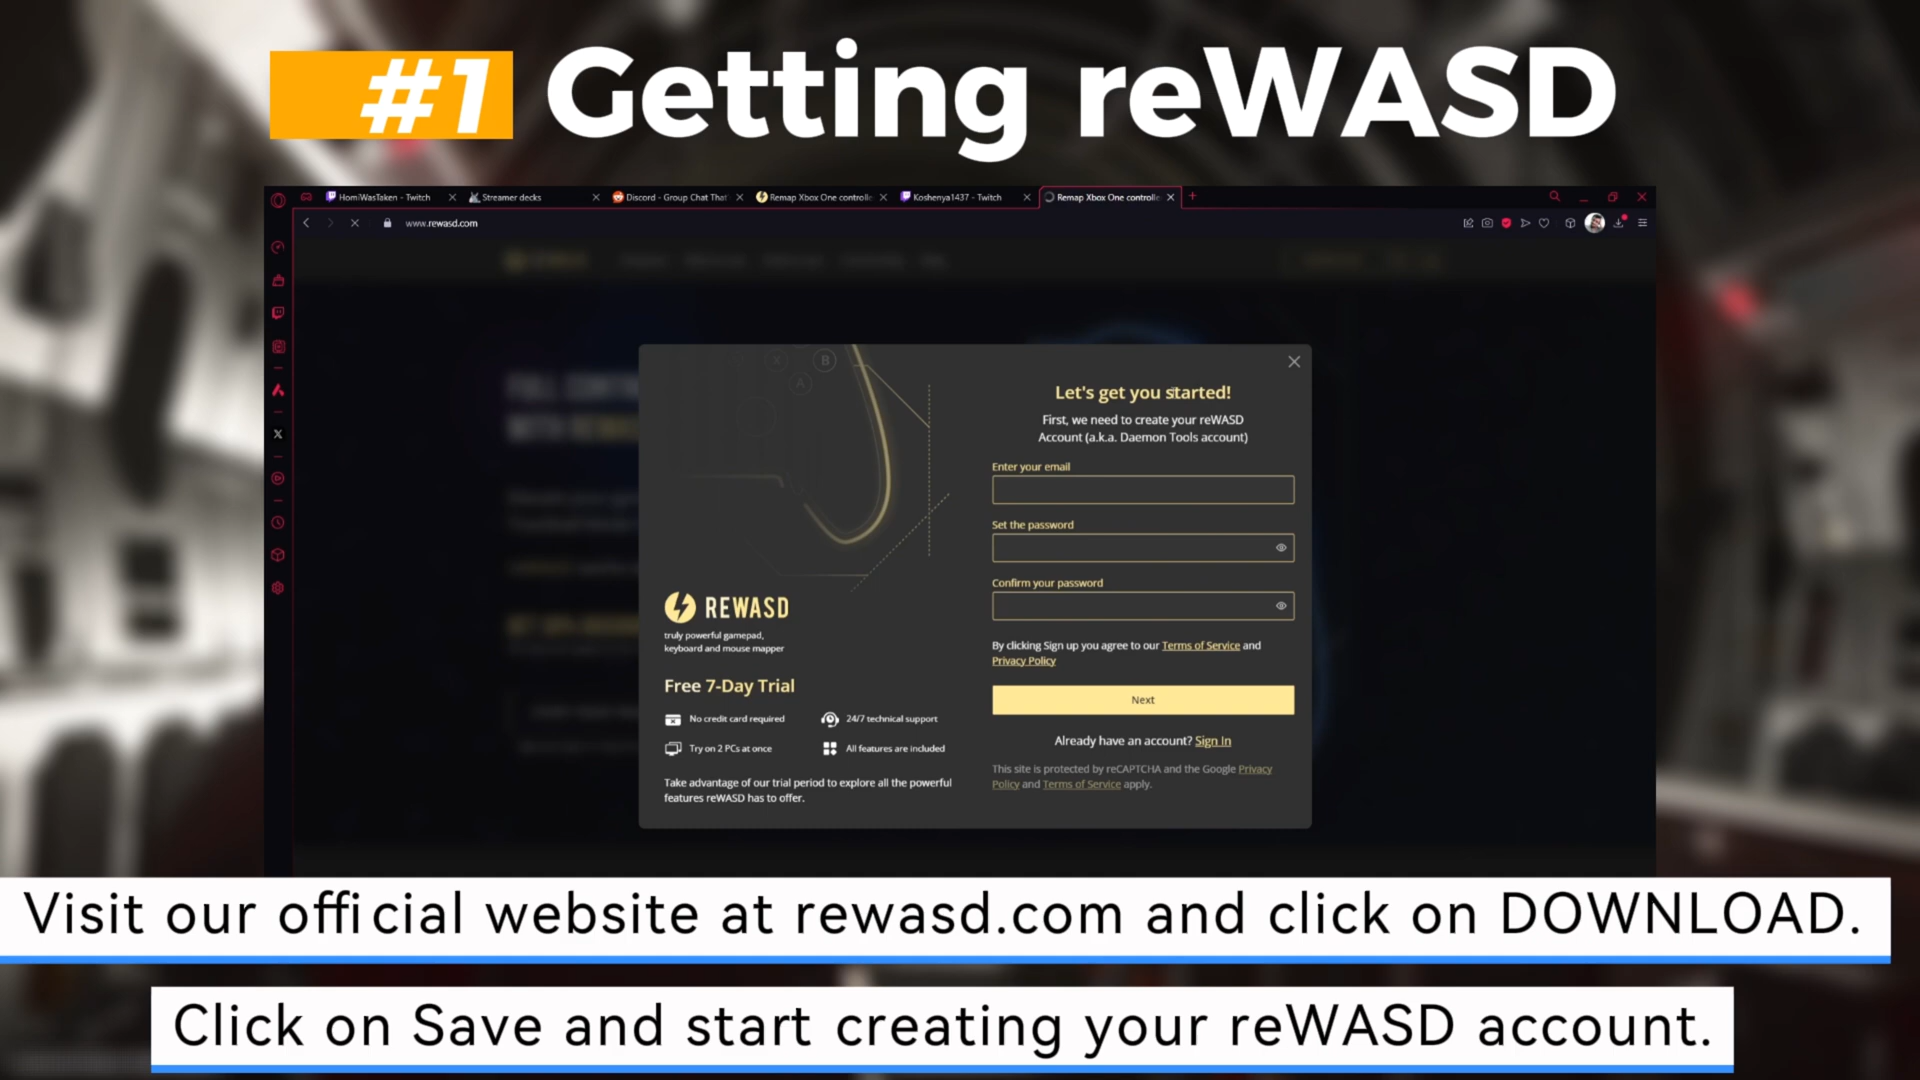 #1 Getting reWASD
HomiWasTaken - Twitch
Streamer decks
Discord - Group Chat That
Remap Xbox One controlle
Koshenya1437 - Twitch
Remap Xbox One controlle
www.rewasd.com
X
B
A
Let's get you started!
First, we need to create your reWASD
Account (a.k.a. Daemon Tools account)
Enter your email
Set the password
Confirm your password
By clicking Sign up you agree to our Terms of Service and
Privacy Policy
Next
Already have an account? Sign In
This site is protected by reCAPTCHA and the Google Privacy
Policy and Terms of Service apply.
REWASD
truly powerful gamepad,
keyboard and mouse mapper
Free 7-Day Trial
No credit card required
24/7 technical support
Try on 2 PCs at once
All features are included
Take advantage of our trial period to explore all the powerful
features reWASD has to offer.
Visit our official website at rewasd.com and click on DOWNLOAD.
Click on Save and start creating your reWASD account.